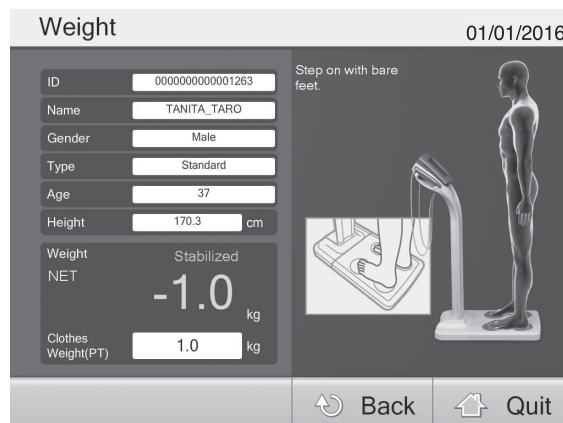 Weight
01/01/2016
ID 0000000000001263
Name TANITA_TARO
Gender Male
Type Standard
Age 37
Height 170.3 cm
Weight Stabilized
NET
-1.0 kg
Clothes
Weight(PT) 1.0 kg
Step on with bare
feet.
Back
Quit